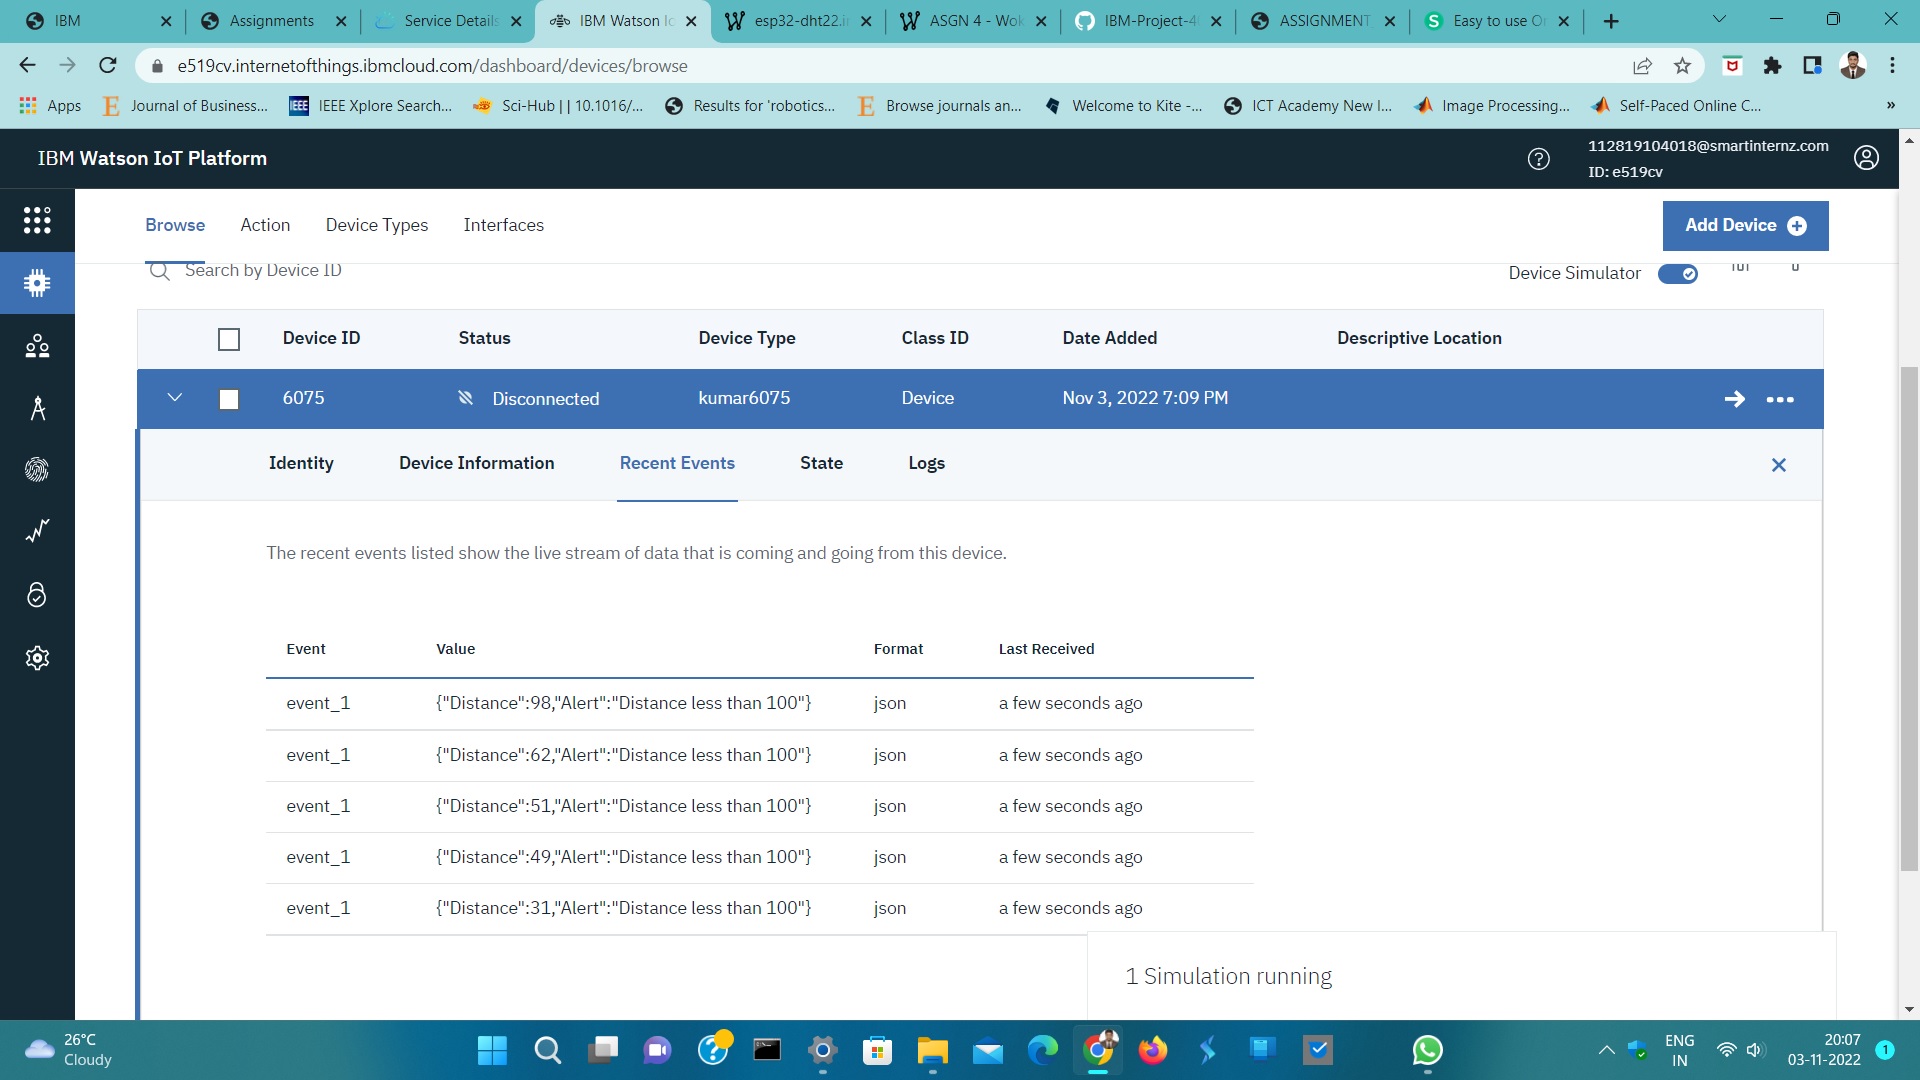 IBM
Assignments
Service Details
IBM Watson Io
esp32-dht22.i
ASGN 4 - Wok
IBM-Project-4
ASSIGNMENT
S Easy to use O
e519cv.internetofthings.ibmcloud.com/dashboard/devices/browse
Apps
E Journal of Business...
IEEE IEEE Xplore Search...
Sci-Hub | | 10.1016/...
Results for 'robotics...
E Browse journals an...
Welcome to Kite -...
ICT Academy New I...
Image Processing...
Self-Paced Online C...
»
IBM Watson IoT Platform
112819104018@smartinternz.com
ID: e519cv
Browse Action Device Types Interfaces
Add Device
Search by Device ID
Device Simulator
Device ID Status Device Type Class ID Date Added Descriptive Location
6075 Disconnected kumar6075 Device Nov 3, 2022 7:09 PM
Identity Device Information Recent Events State Logs
The recent events listed show the live stream of data that is coming and going from this device.
Event Value Format Last Received
event_1 {"Distance":98,"Alert":"Distance less than 100"} json a few seconds ago
event_1 {"Distance":62,"Alert":"Distance less than 100"} json a few seconds ago
event_1 {"Distance":51,"Alert":"Distance less than 100"} json a few seconds ago
event_1 {"Distance":49,"Alert":"Distance less than 100"} json a few seconds ago
event_1 {"Distance":31,"Alert":"Distance less than 100"} json a few seconds ago
1 Simulation running
26°C
Cloudy
ENG
IN
20:07
03-11-2022
1